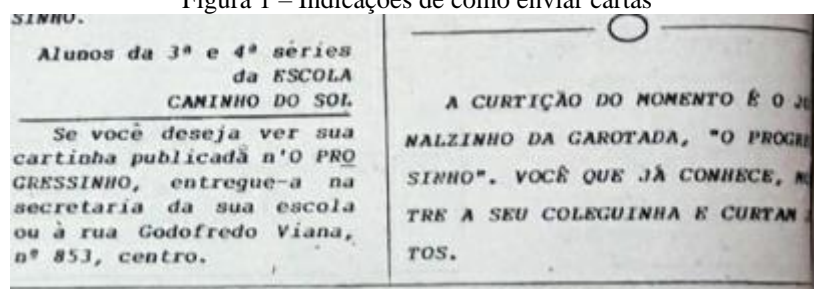 Figura 1 – Indicações de como enviar cartas
SINHO.
Alunos da 3ª e 4ª séries
da ESCOLA
CAMINHO DO SOL
Se você deseja ver sua
cartinha publicada n'O PRO
GRESSINHO, entregue-a na
secretaria da sua escola
ou à rua Godofredo Viana,
nº 853, centro.
A CURTIÇÃO DO MOMENTO É O
NALZINHO DA GAROTADA, "O
SINHO". VOCÊ QUE JÁ CONHECE,
TRE A SEU COLEGUINHA E CURTAM
TOS.